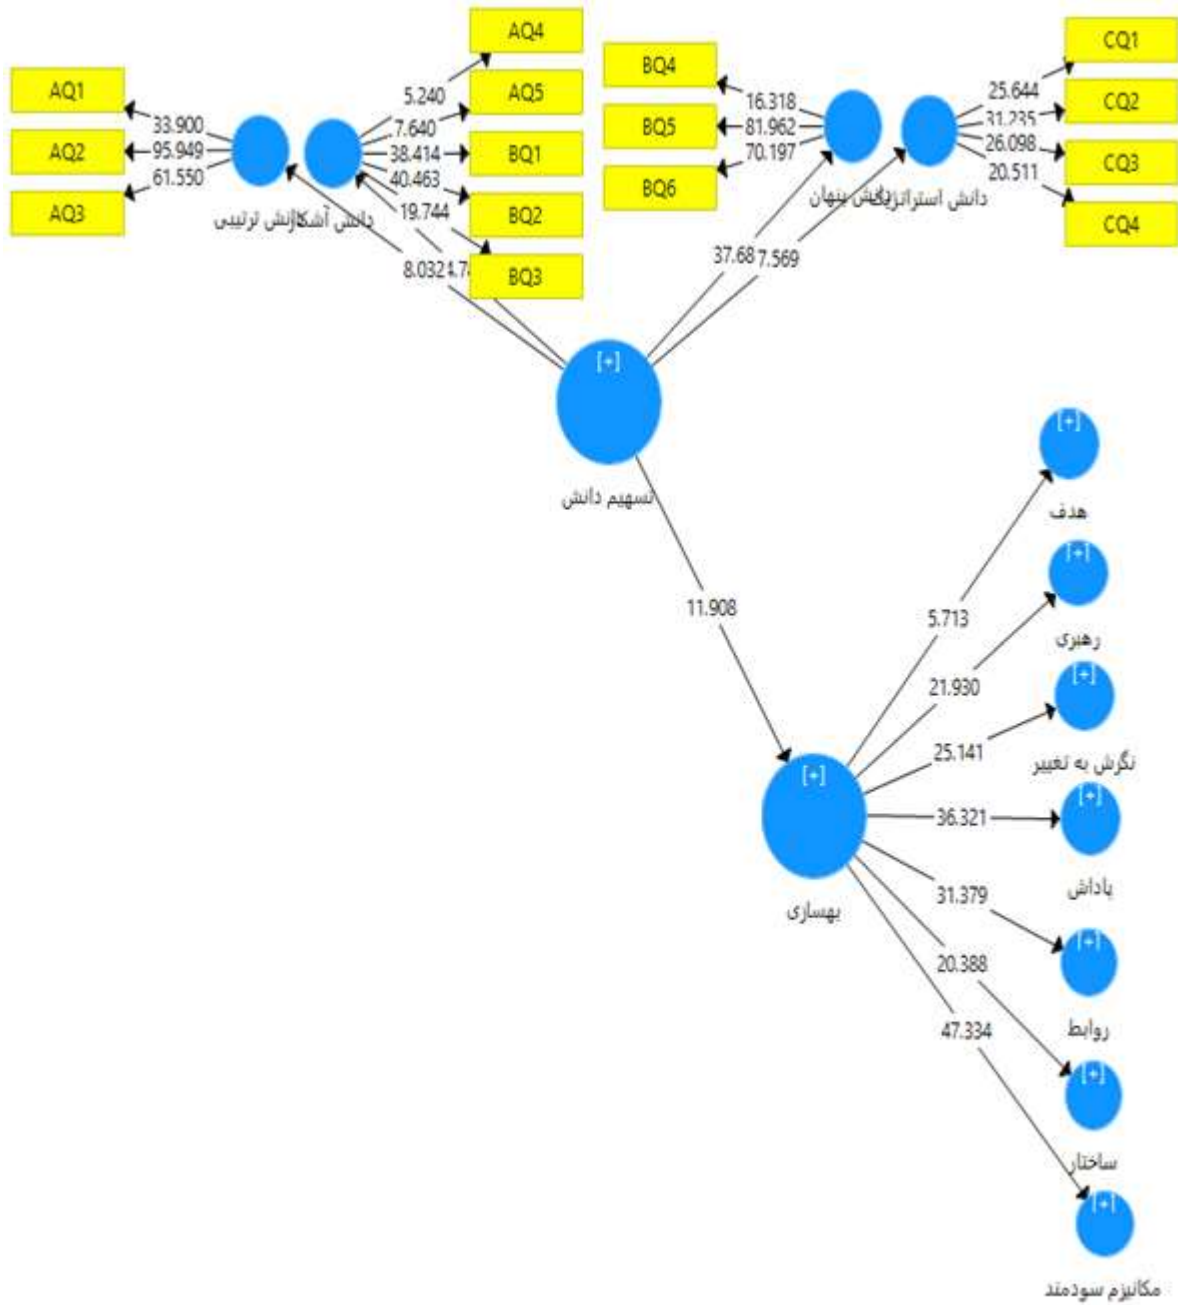 AQ4
CQ1
BQ4
AQ1
5.240
25.644
AQ5
CQ2
16.318
33.900
7.640
31.235
BQ5
81.962
AQ2
95.949
38.414
BQ1
26.098
CQ3
70.197
61.550
40.463
20.511
BQ6
AQ3
19.744
BQ2
CQ4
دانش آشکار
دانش ترتیبی
دانش پنهان
دانش استراتژیک
37.68
7.569
8.032
BQ3
[+]
تسهیم دانش
[+]
هدف
[+]
11.908
5.713
رهبری
[+]
21.930
25.141
نگرش به تغییر
[+]
[+]
36.321
پاداش
31.379
بهسازی
[+]
20.388
روابط
47.334
[+]
ساختار
[+]
مکانیزم سودمند